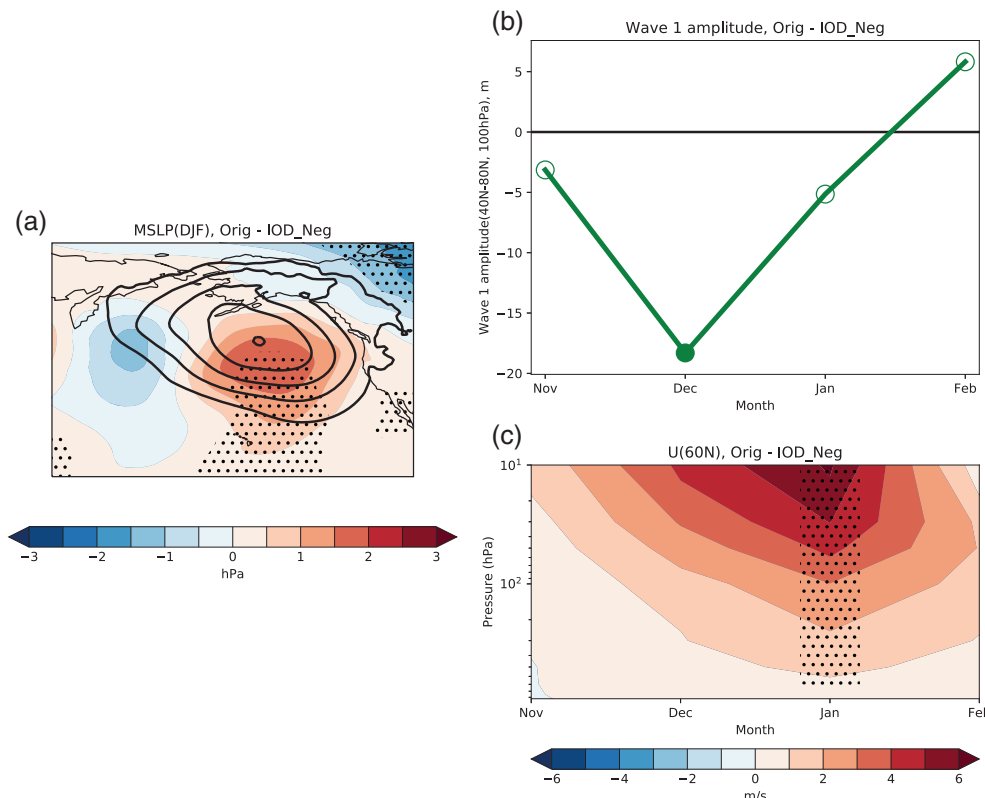 (a)
MSLP(DJF), Orig - IOD_Neg
−3 −2 −1 0 1 2 3
hPa
(b)
Wave 1 amplitude, Orig - IOD_Neg
Wave 1 amplitude(40N-80N, 100hPa), m
5
0
−5
−10
−15
−20
Nov Dec Jan Feb
Month
(c)
U(60N), Orig - IOD_Neg
Pressure (hPa)
10¹
10²
Nov Dec Jan Feb
Month
−6 −4 −2 0 2 4 6
m/s